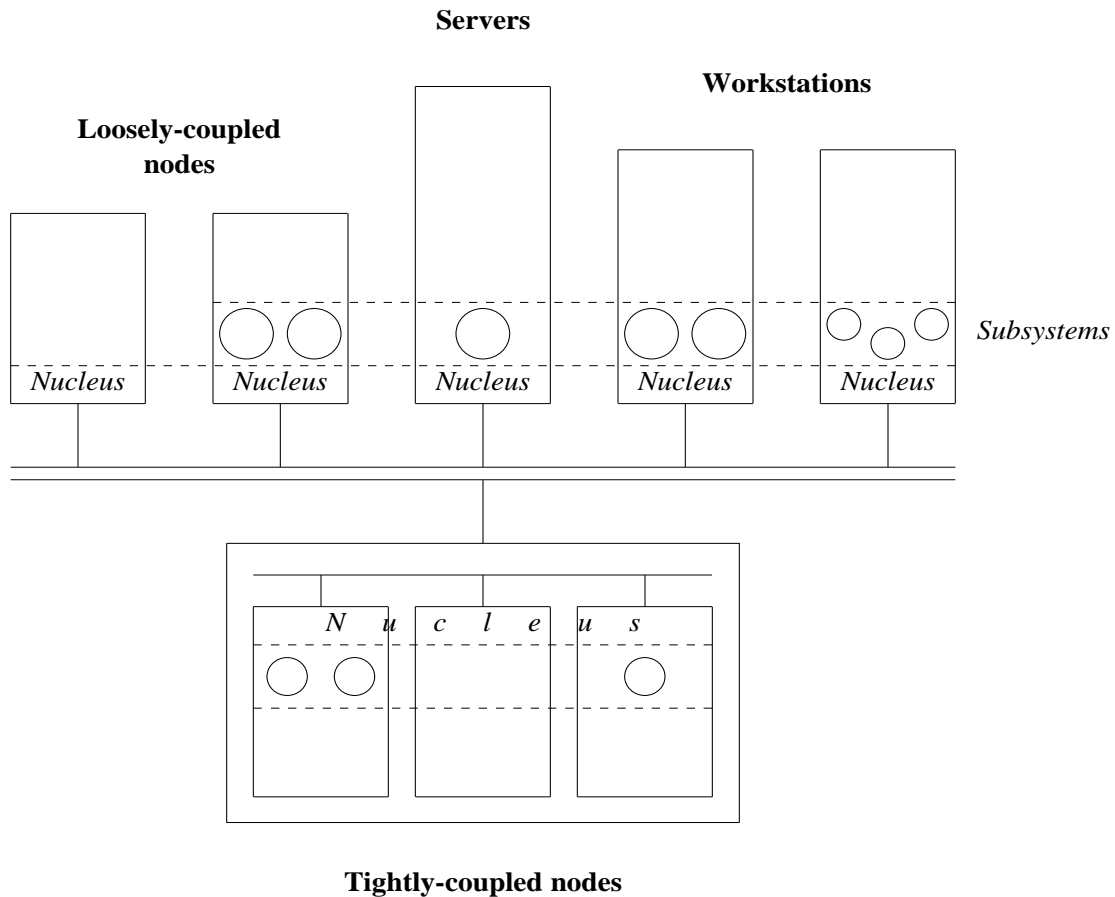 Servers
Workstations
Loosely-coupled
nodes
Subsystems
Nucleus
Nucleus
Nucleus
Nucleus
Nucleus
N u c l e u s
Tightly-coupled nodes